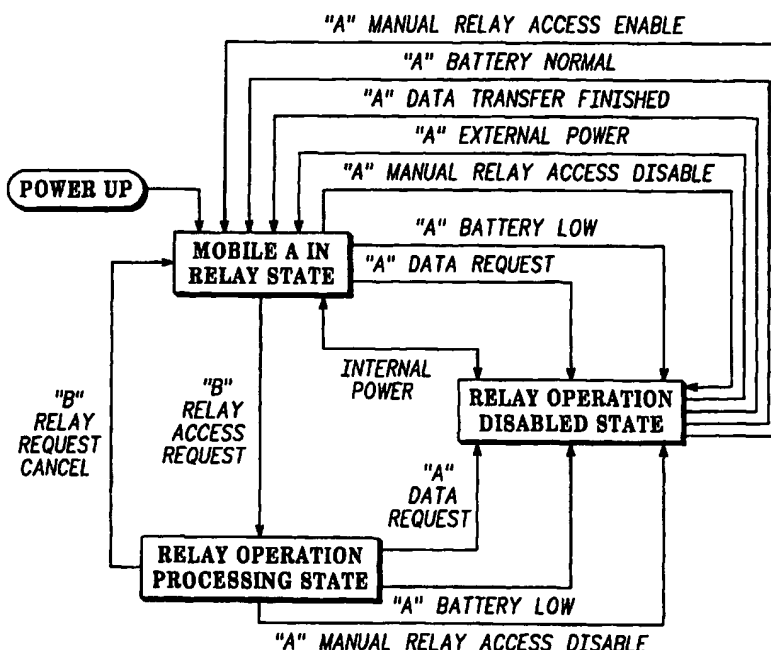 "A" MANUAL RELAY ACCESS ENABLE
"A" BATTERY NORMAL
"A" DATA TRANSFER FINISHED
"A" EXTERNAL POWER
"A" MANUAL RELAY ACCESS DISABLE
POWER UP
"A" BATTERY LOW
MOBILE A IN
RELAY STATE
"A" DATA REQUEST
INTERNAL
POWER
"B"
RELAY
REQUEST
CANCEL
"B"
RELAY
ACCESS
REQUEST
RELAY OPERATION
DISABLED STATE
"A"
DATA
REQUEST
RELAY OPERATION
PROCESSING STATE
"A" BATTERY LOW
"A" MANUAL RELAY ACCESS DISABLE